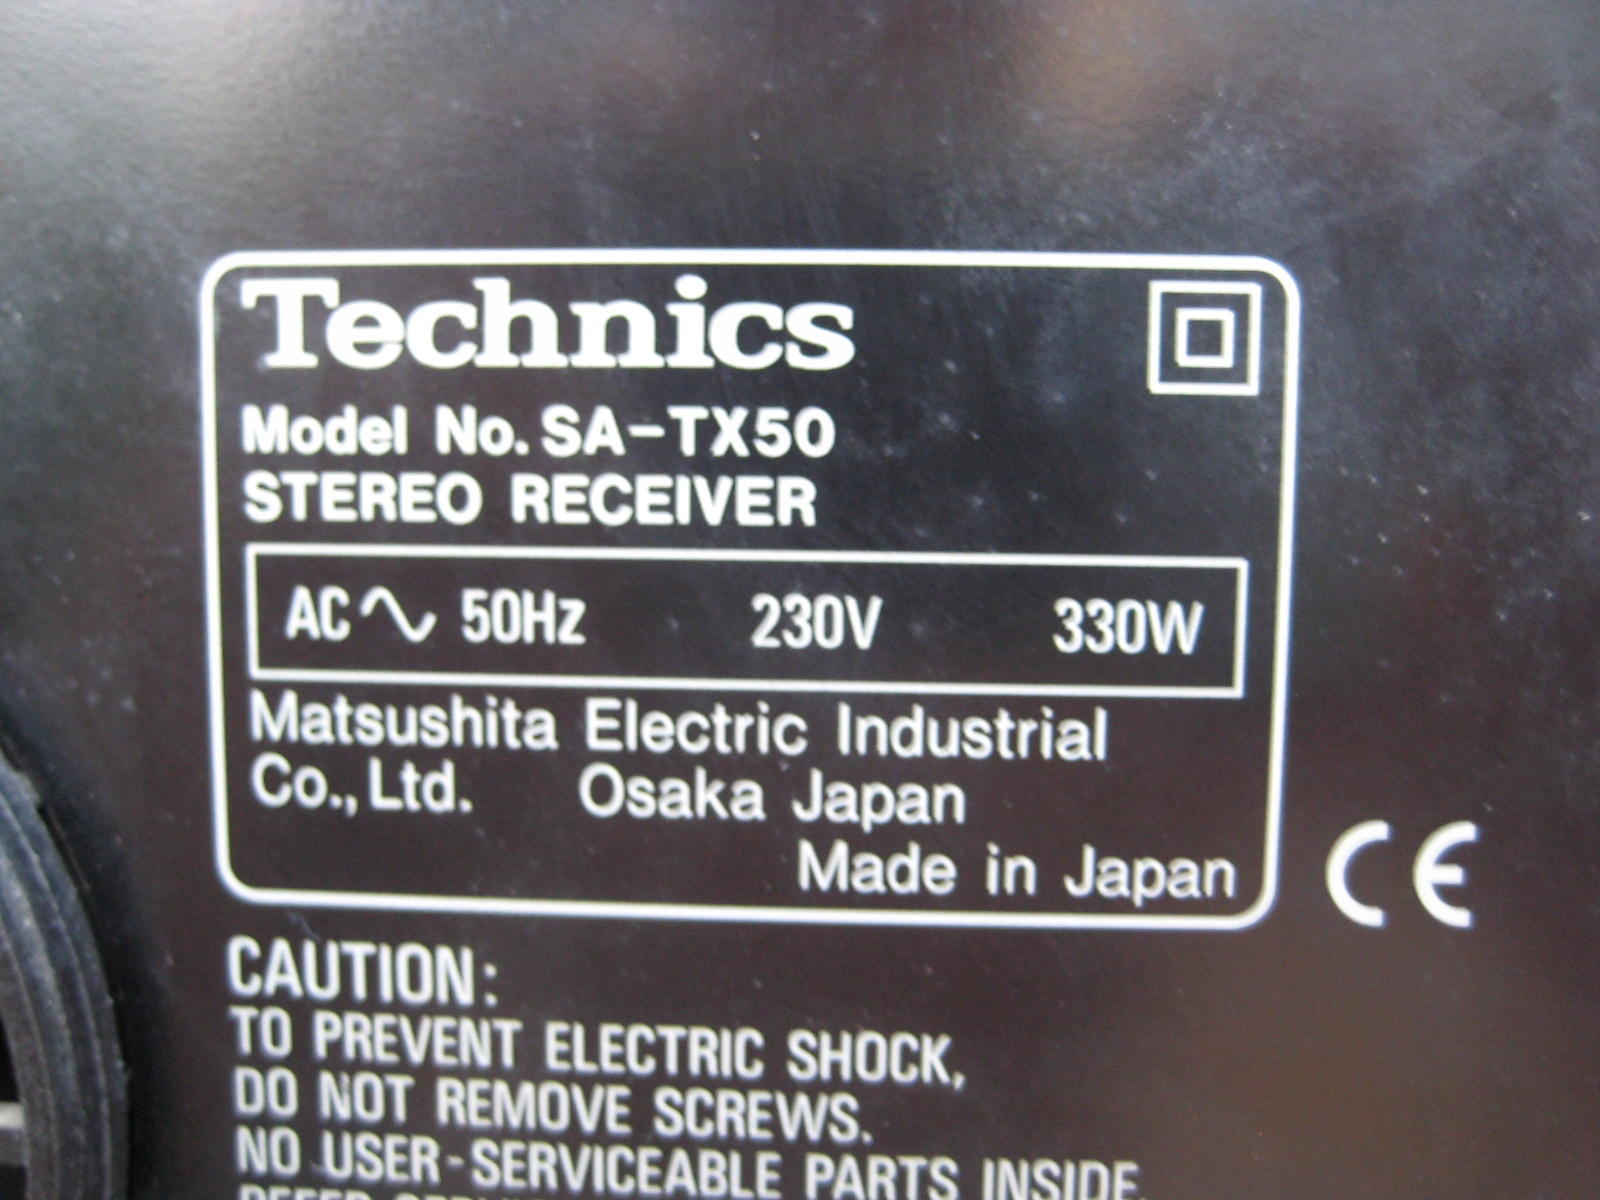 Technics
Model No. SA-TX50
STEREO RECEIVER
AC 50Hz 230V 330W
Matsushita Electric Industrial
Co., Ltd. Osaka Japan
Made in Japan
CE
CAUTION:
TO PREVENT ELECTRIC SHOCK,
DO NOT REMOVE SCREWS.
NO USER-SERVICEABLE PARTS INSIDE.